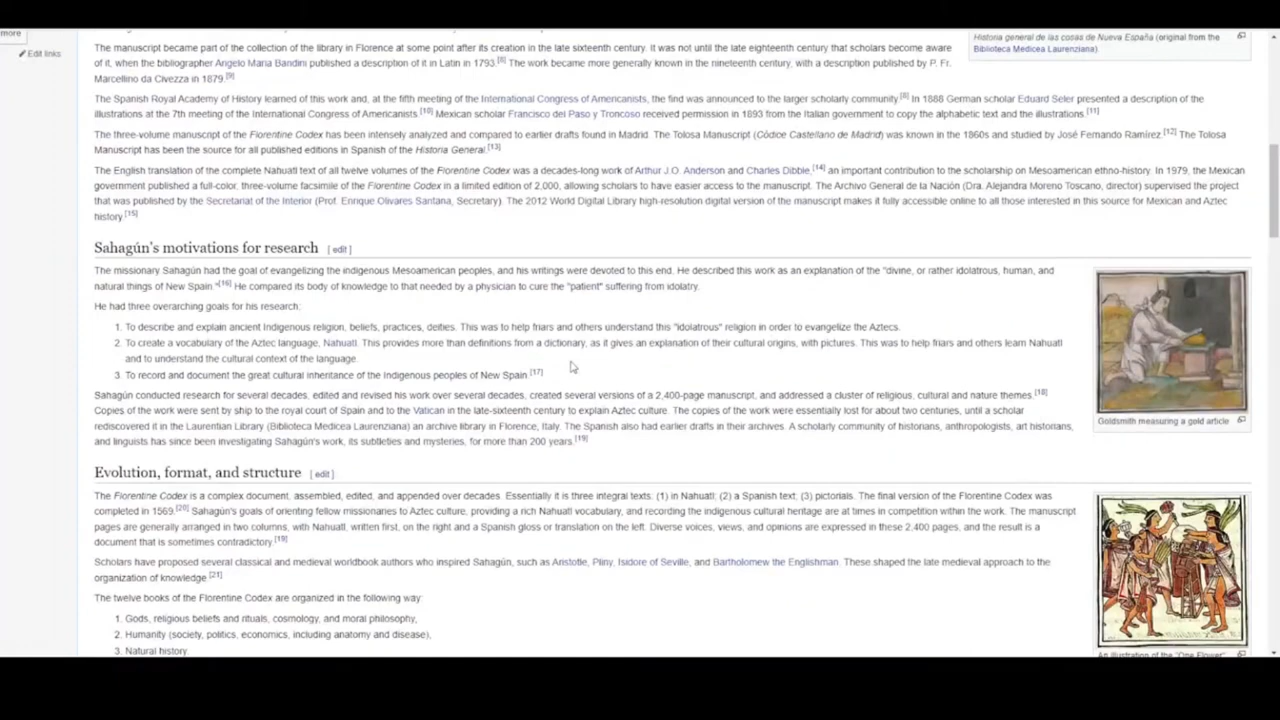 more
Edit links
Historia general de las cosas de Nueva España (original from the
Biblioteca Medicea Laurenziana)
The manuscript became part of the collection of the library in Florence at some point after its creation in the late sixteenth century. It was not until the late eighteenth century that scholars become aware
of it, when the bibliographer Angelo Maria Bandini published a description of it in Latin in 1793.[8] The work became more generally known in the nineteenth century, with a description published by P. Fr.
Marcellino da Civezza in 1879.[9]
The Spanish Royal Academy of History learned of this work and, at the fifth meeting of the International Congress of Americanists, the find was announced to the larger scholarly community.[8] In 1888 German scholar Eduard Seler presented a description of the
illustrations at the 7th meeting of the International Congress of Americanists.[10] Mexican scholar Francisco del Paso y Troncoso received permission in 1893 from the Italian government to copy the alphabetic text and the illustrations.[11]
The three-volume manuscript of the Florentine Codex has been intensely analyzed and compared to earlier drafts found in Madrid. The Tolosa Manuscript (Códice Castellano de Madrid) was known in the 1860s and studied by José Fernando Ramírez.[12] The Tolosa
Manuscript has been the source for all published editions in Spanish of the Historia General.[13]
The English translation of the complete Nahuatl text of all twelve volumes of the Florentine Codex was a decades-long work of Arthur J.O. Anderson and Charles Dibble,[14] an important contribution to the scholarship on Mesoamerican ethno-history. In 1979, the Mexican
government published a full-color, three-volume facsimile of the Florentine Codex in a limited edition of 2,000, allowing scholars to have easier access to the manuscript. The Archivo General de la Nación (Dra. Alejandra Moreno Toscano, director) supervised the project
that was published by the Secretariat of the Interior (Prof. Enrique Olivares Santana, Secretary). The 2012 World Digital Library high-resolution digital version of the manuscript makes it fully accessible online to all those interested in this source for Mexican and Aztec
history.[15]
Sahagún's motivations for research [ edit ]
The missionary Sahagún had the goal of evangelizing the indigenous Mesoamerican peoples, and his writings were devoted to this end. He described this work as an explanation of the "divine, or rather idolatrous, human, and
natural things of New Spain."[16] He compared its body of knowledge to that needed by a physician to cure the "patient" suffering from idolatry.
He had three overarching goals for his research:
1. To describe and explain ancient Indigenous religion, beliefs, practices, deities. This was to help friars and others understand this "idolatrous" religion in order to evangelize the Aztecs.
2. To create a vocabulary of the Aztec language, Nahuatl. This provides more than definitions from a dictionary, as it gives an explanation of their cultural origins, with pictures. This was to help friars and others learn Nahuatl
and to understand the cultural context of the language.
3. To record and document the great cultural inheritance of the Indigenous peoples of New Spain.[17]
Goldsmith measuring a gold article
Sahagún conducted research for several decades, edited and revised his work over several decades, created several versions of a 2,400-page manuscript, and addressed a cluster of religious, cultural and nature themes.[18]
Copies of the work were sent by ship to the royal court of Spain and to the Vatican in the late-sixteenth century to explain Aztec culture. The copies of the work were essentially lost for about two centuries, until a scholar
rediscovered it in the Laurentian Library (Biblioteca Medicea Laurenziana) an archive library in Florence, Italy. The Spanish also had earlier drafts in their archives. A scholarly community of historians, anthropologists, art historians,
and linguists has since been investigating Sahagún's work, its subtleties and mysteries, for more than 200 years.[19]
Evolution, format, and structure [ edit ]
The Florentine Codex is a complex document, assembled, edited, and appended over decades. Essentially it is three integral texts: (1) in Nahuatl; (2) a Spanish text; (3) pictorials. The final version of the Florentine Codex was
completed in 1569.[20] Sahagún's goals of orienting fellow missionaries to Aztec culture, providing a rich Nahuatl vocabulary, and recording the indigenous cultural heritage are at times in competition within the work. The manuscript
pages are generally arranged in two columns, with Nahuatl, written first, on the right and a Spanish gloss or translation on the left. Diverse voices, views, and opinions are expressed in these 2,400 pages, and the result is a
document that is sometimes contradictory.[19]
Scholars have proposed several classical and medieval worldbook authors who inspired Sahagún, such as Aristotle, Pliny, Isidore of Seville, and Bartholomew the Englishman. These shaped the late medieval approach to the
organization of knowledge.[21]
The twelve books of the Florentine Codex are organized in the following way:
1. Gods, religious beliefs and rituals, cosmology, and moral philosophy,
2. Humanity (society, politics, economics, including anatomy and disease),
3. Natural history.
An illustration of the "One Flower"